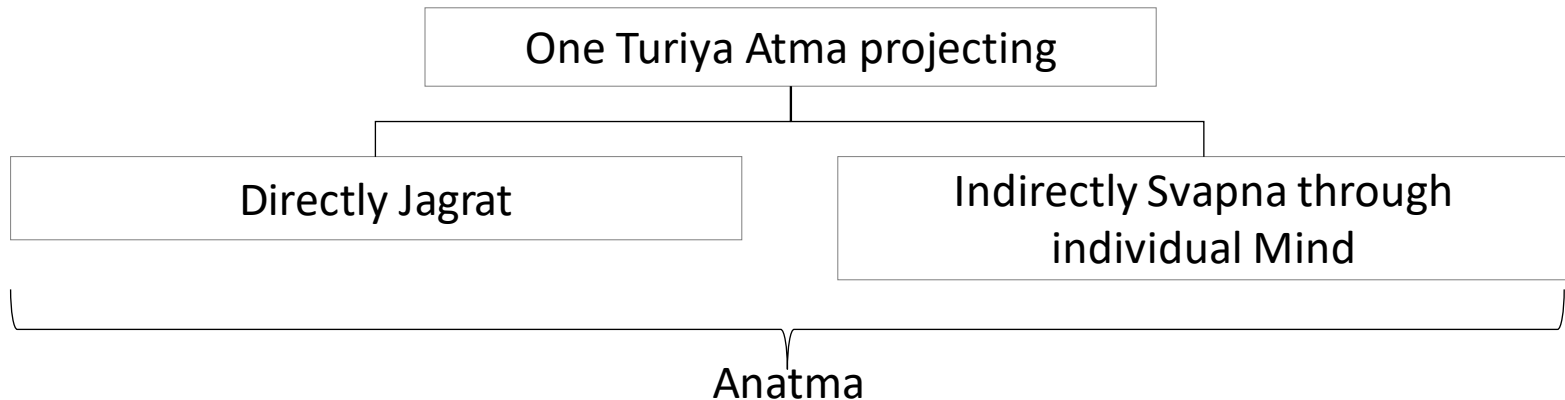 One Turiya Atma projecting
Directly Jagrat
Indirectly Svapna through
individual Mind
Anatma